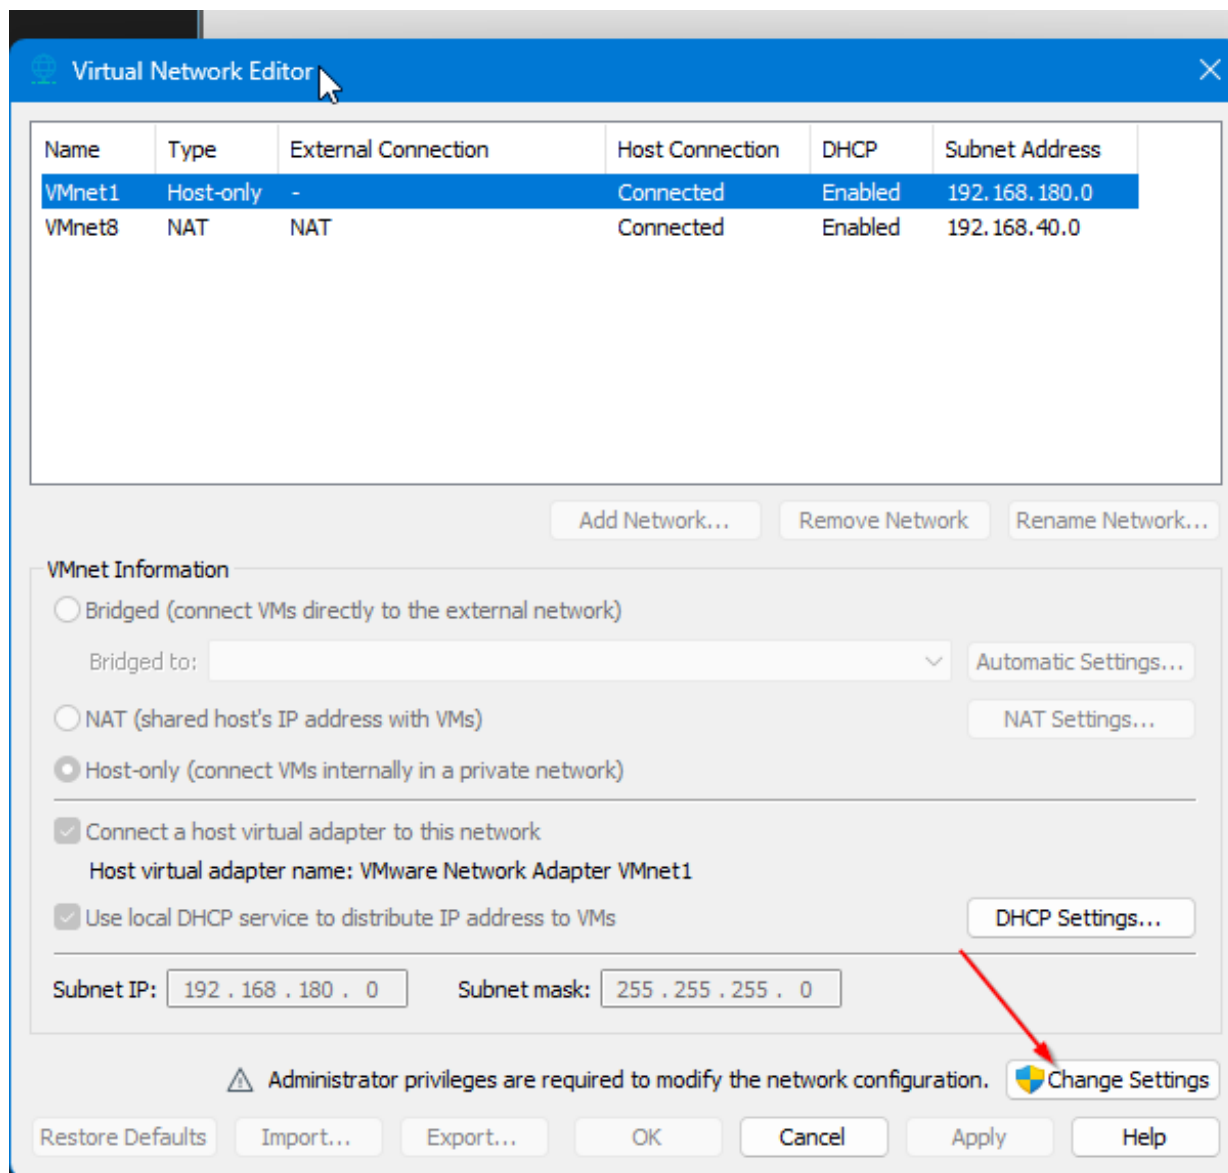 Virtual Network Editor
Name Type External Connection Host Connection DHCP Subnet Address
VMnet1 Host-only - Connected Enabled 192.168.180.0
VMnet8 NAT NAT Connected Enabled 192.168.40.0
Add Network... Remove Network Rename Network...
VMnet Information
Bridged (connect VMs directly to the external network)
Bridged to: Automatic Settings...
NAT (shared host's IP address with VMs) NAT Settings...
Host-only (connect VMs internally in a private network)
Connect a host virtual adapter to this network
Host virtual adapter name: VMware Network Adapter VMnet1
Use local DHCP service to distribute IP address to VMs DHCP Settings...
Subnet IP: 192 . 168 . 180 . 0 Subnet mask: 255 . 255 . 255 . 0
Administrator privileges are required to modify the network configuration. Change Settings
Restore Defaults Import... Export... OK Cancel Apply Help